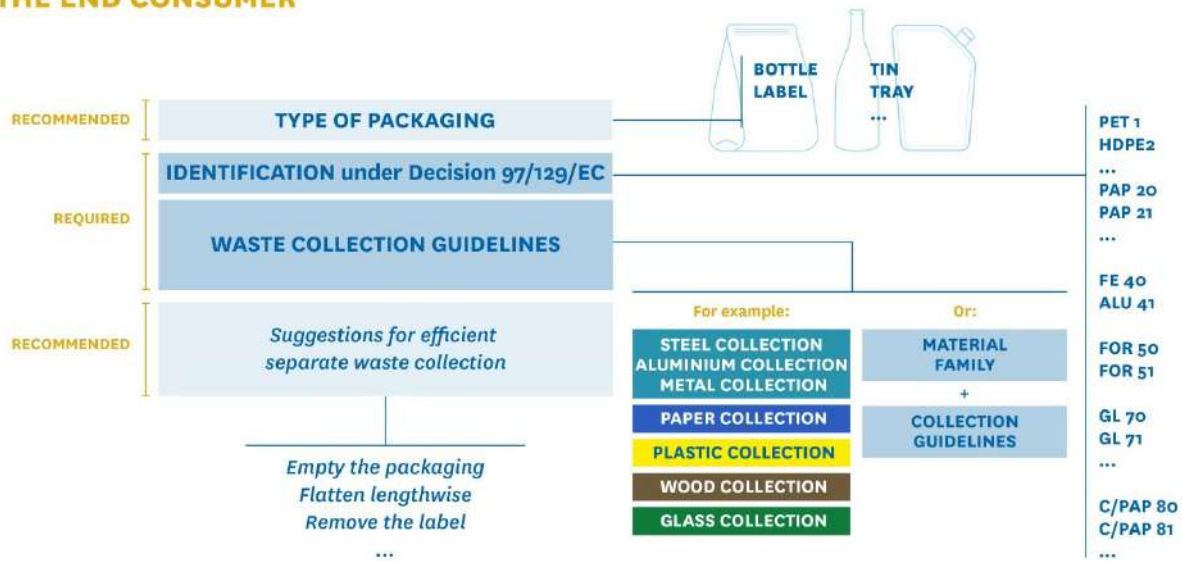 THE END CONSUMER
BOTTLE
LABEL
TIN
TRAY
...
RECOMMENDED
TYPE OF PACKAGING
IDENTIFICATION under Decision 97/129/EC
REQUIRED
WASTE COLLECTION GUIDELINES
RECOMMENDED
Suggestions for efficient
separate waste collection
Empty the packaging
Flatten lengthwise
Remove the label
...
For example:
STEEL COLLECTION
ALUMINIUM COLLECTION
METAL COLLECTION
PAPER COLLECTION
PLASTIC COLLECTION
WOOD COLLECTION
GLASS COLLECTION
Or:
MATERIAL
FAMILY
+
COLLECTION
GUIDELINES
PET 1
HDPE2
...
PAP 20
PAP 21
...
FE 40
ALU 41
FOR 50
FOR 51
GL 70
GL 71
...
C/PAP 80
C/PAP 81
...